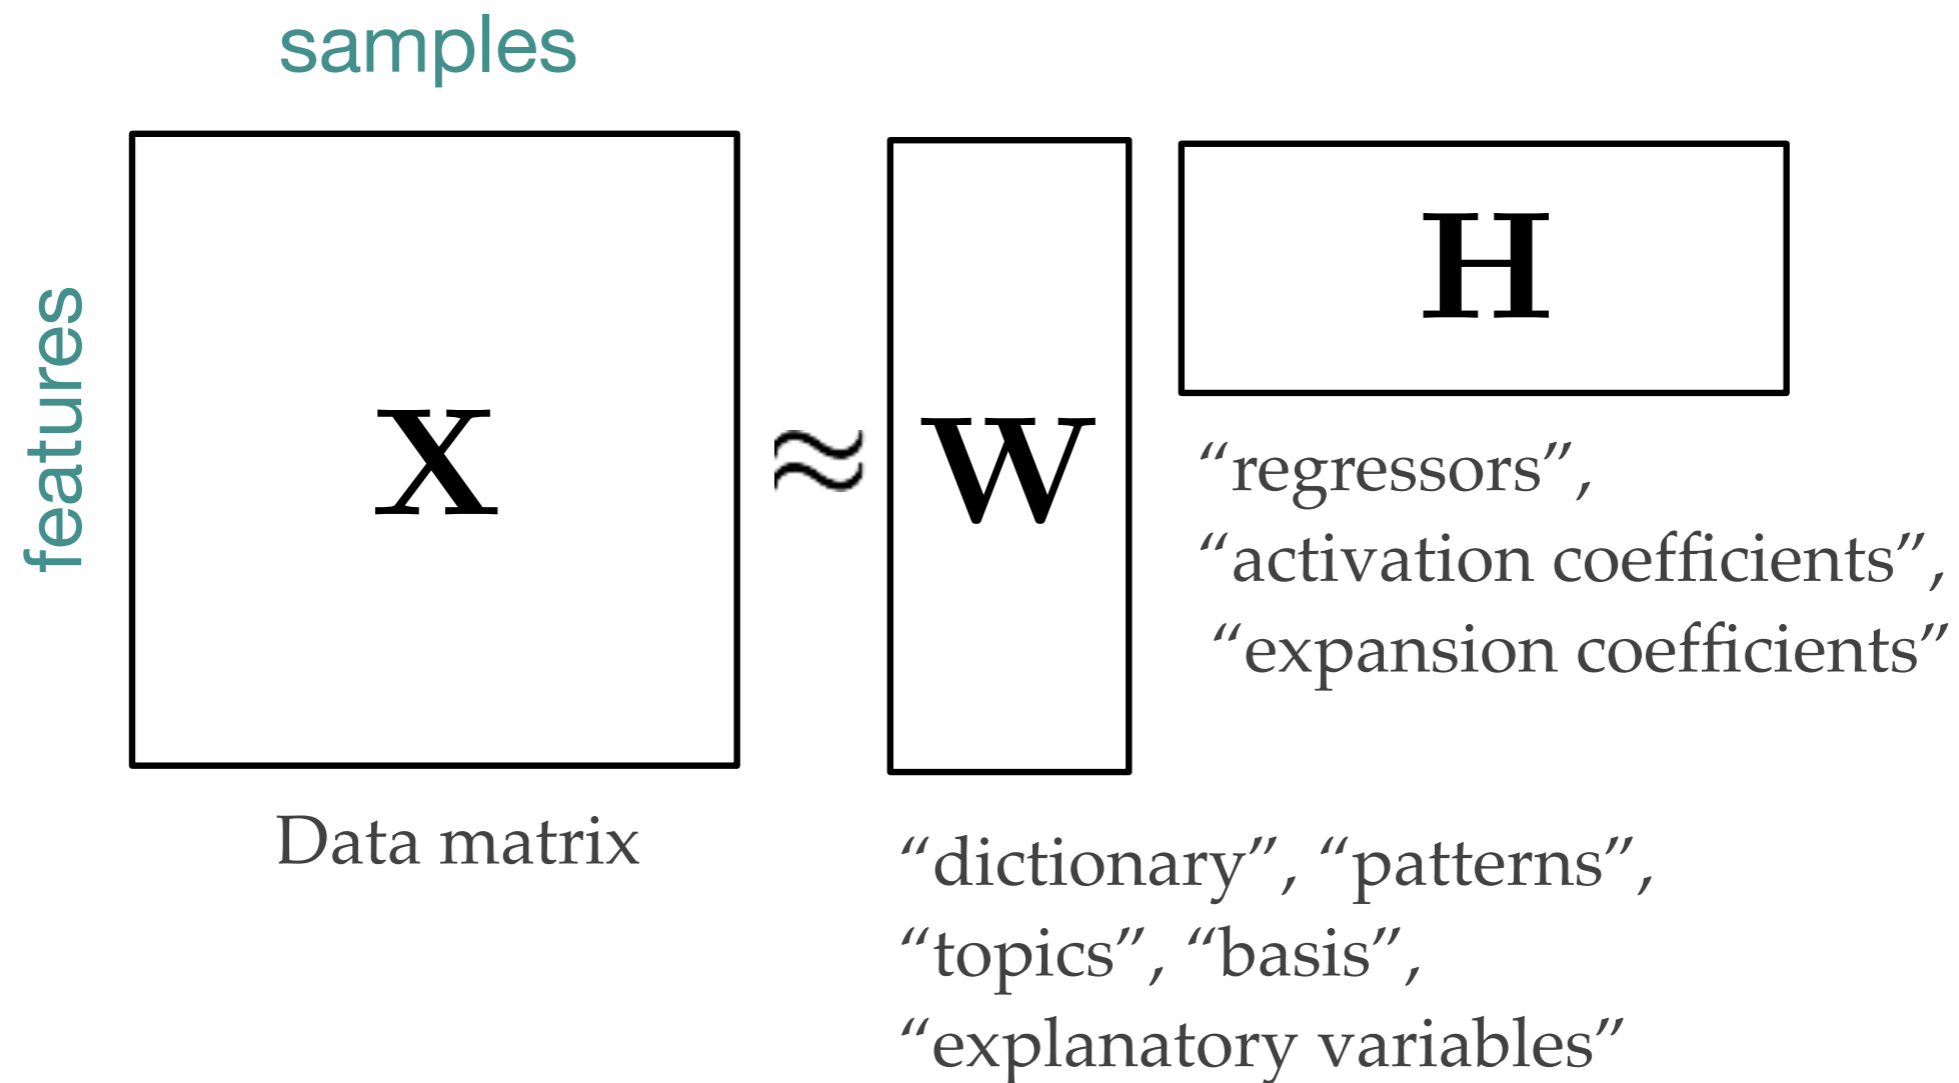 samples
features
X
≈
W
H
“regressors”,
“activation coefficients”,
“expansion coefficients”
Data matrix
“dictionary”, “patterns”,
“topics”, “basis”,
“explanatory variables”